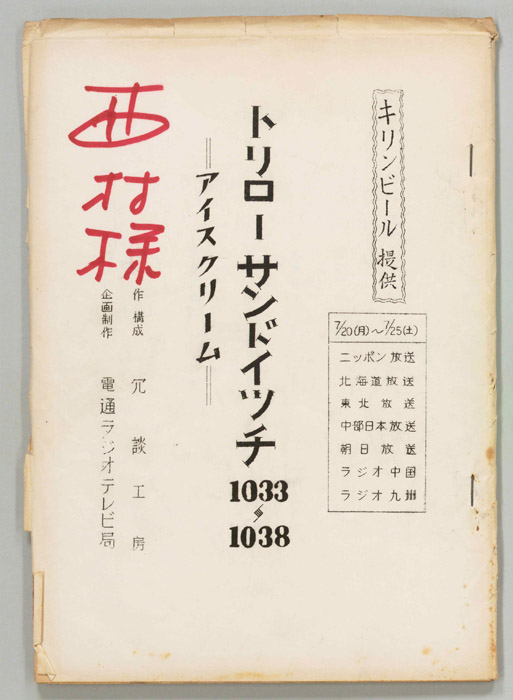 キリンビール 提供
7/20(月)〜7/25(土)
ニッポン放送
北海道放送
東北放送
中部日本放送
朝日放送
ラジオ中国
ラジオ九州
トリローサンドイッチ
1033
〜
1038
＝アイスクリーム＝
作 構成 冗談工房
企画制作 電通ラジオテレビ局
西村様